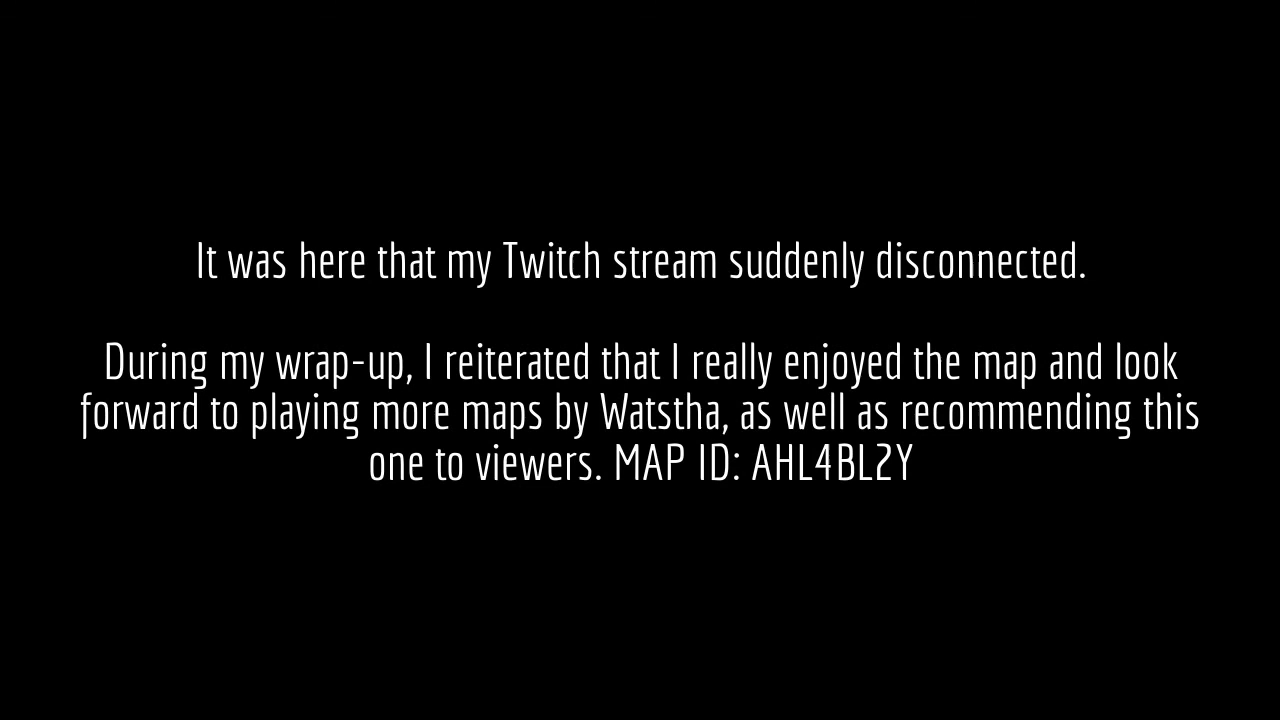 It was here that my Twitch stream suddenly disconnected.
During my wrap-up, I reiterated that I really enjoyed the map and look
forward to playing more maps by Watstha, as well as recommending this
one to viewers. MAP ID: AHL4BL2Y